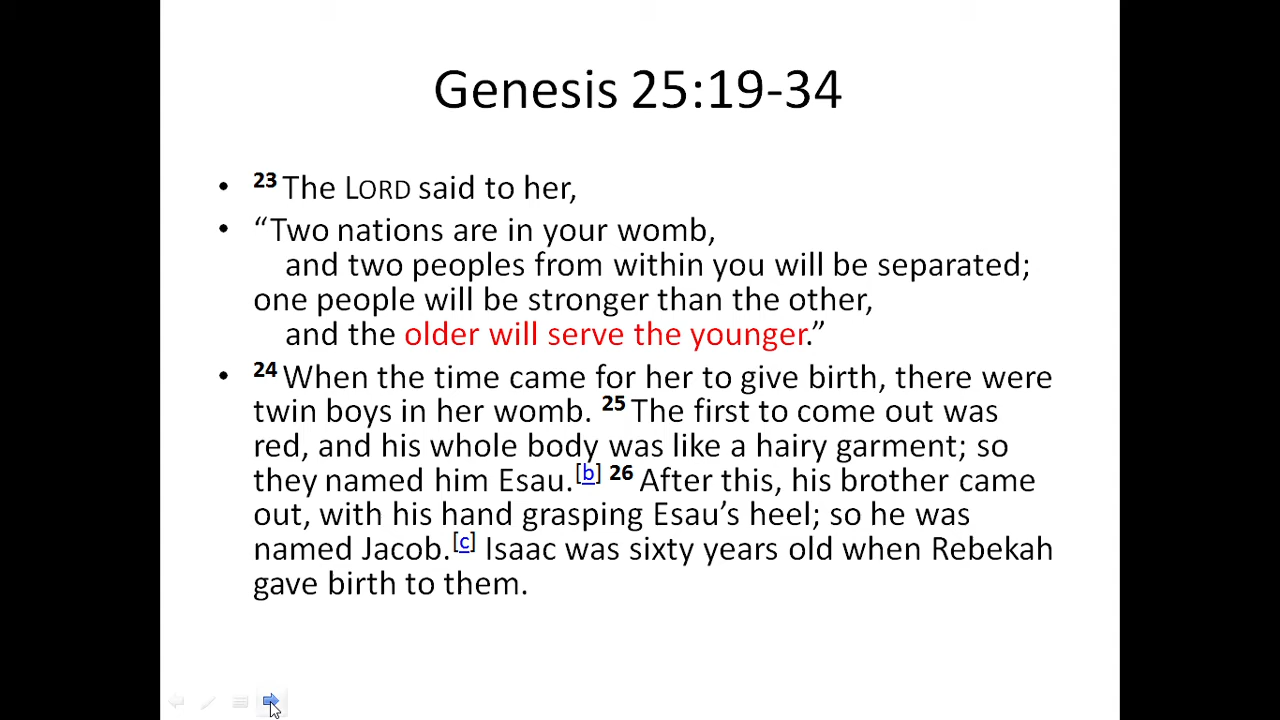 Genesis 25:19-34
• 23 The LORD said to her,
• “Two nations are in your womb,
and two peoples from within you will be separated;
one people will be stronger than the other,
and the older will serve the younger.”
• 24 When the time came for her to give birth, there were
twin boys in her womb. 25 The first to come out was
red, and his whole body was like a hairy garment; so
they named him Esau.[b] 26 After this, his brother came
out, with his hand grasping Esau’s heel; so he was
named Jacob.[c] Isaac was sixty years old when Rebekah
gave birth to them.